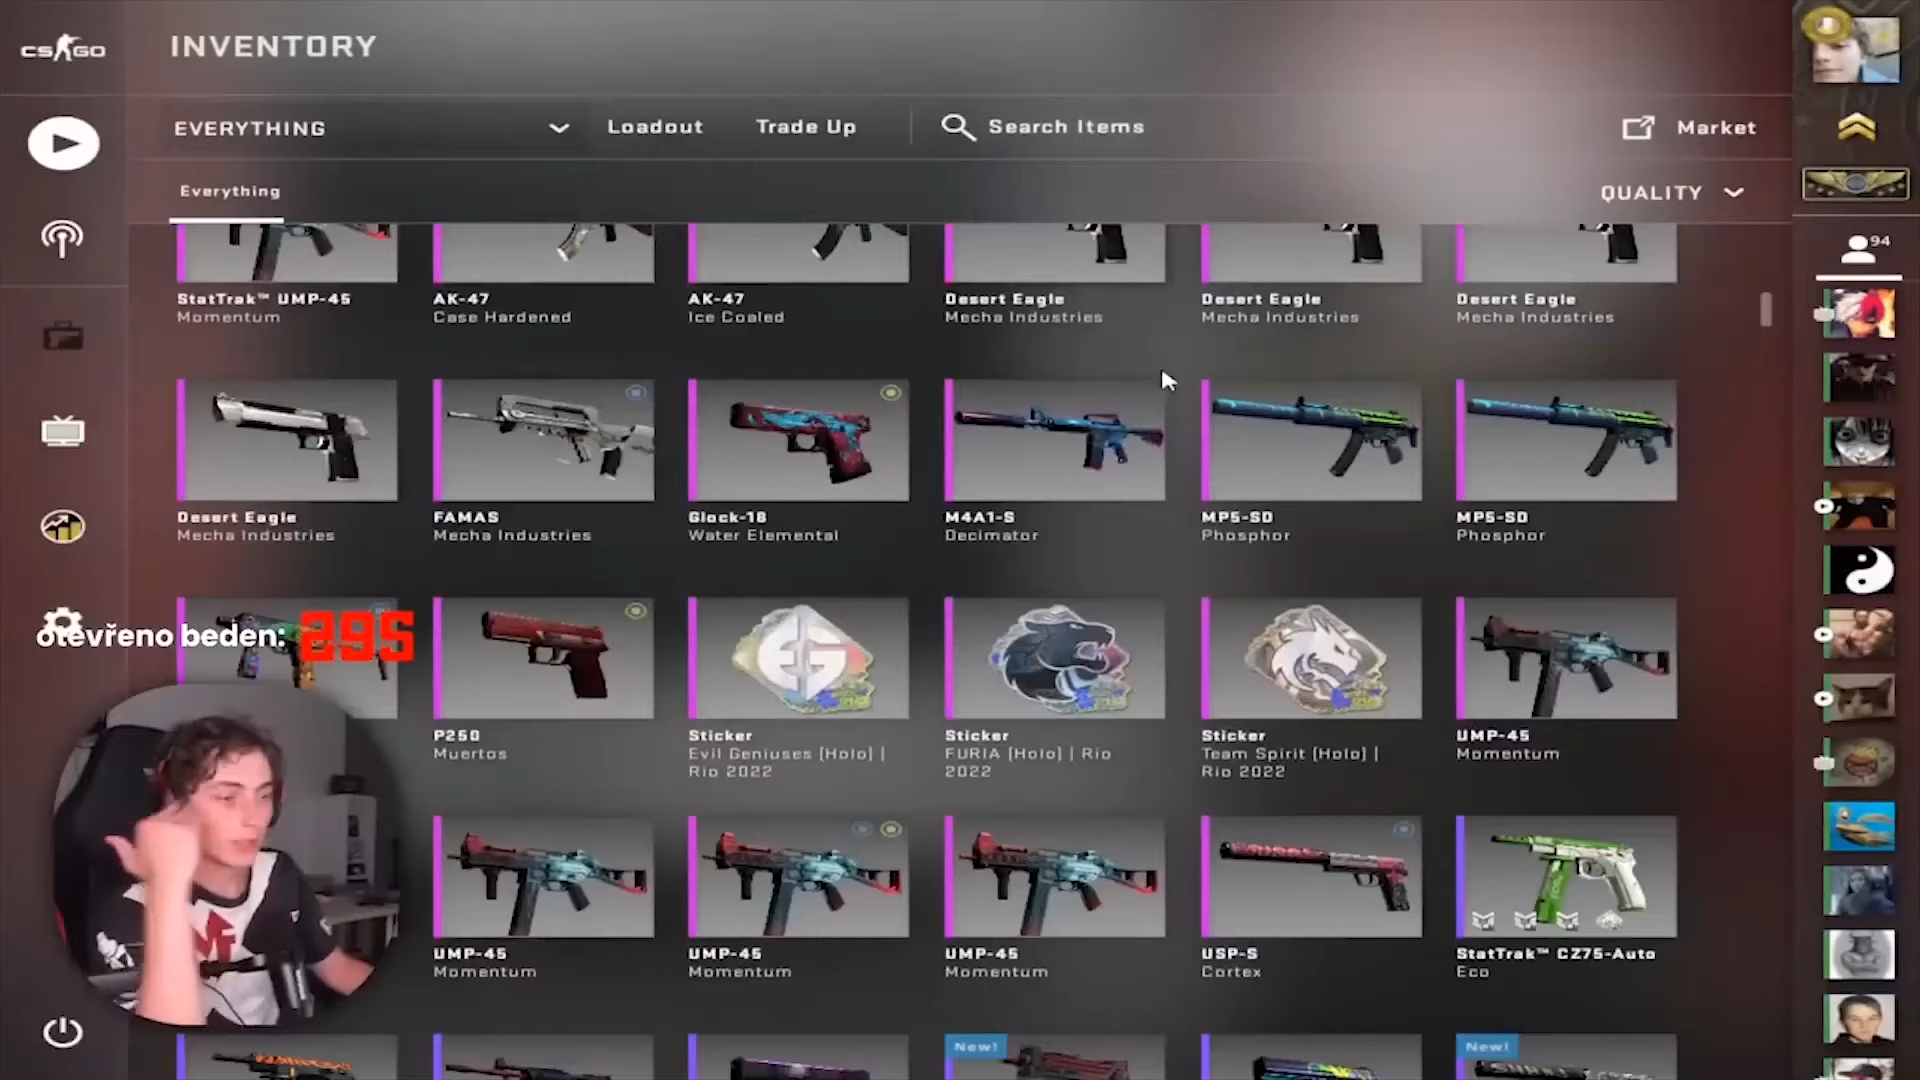 CS GO
INVENTORY
EVERYTHING
Loadout
Trade Up
Search Items
Market
Everything
QUALITY
94
StatTrak™ UMP-45
Momentum
AK-47
Case Hardened
AK-47
Ice Coaled
Desert Eagle
Mecha Industries
Desert Eagle
Mecha Industries
Desert Eagle
Mecha Industries
Desert Eagle
Mecha Industries
FAMAS
Mecha Industries
Glock-18
Water Elemental
M4A1-S
Decimator
MP5-SD
Phosphor
MP5-SD
Phosphor
otevřeno beden: 295
P250
Muertos
Sticker
Evil Geniuses (Holo) |
Rio 2022
Sticker
FURIA (Holo) | Rio
2022
Sticker
Team Spirit (Holo) |
Rio 2022
UMP-45
Momentum
UMP-45
Momentum
UMP-45
Momentum
UMP-45
Momentum
USP-S
Cortex
StatTrak™ CZ75-Auto
Eco
New!
New!